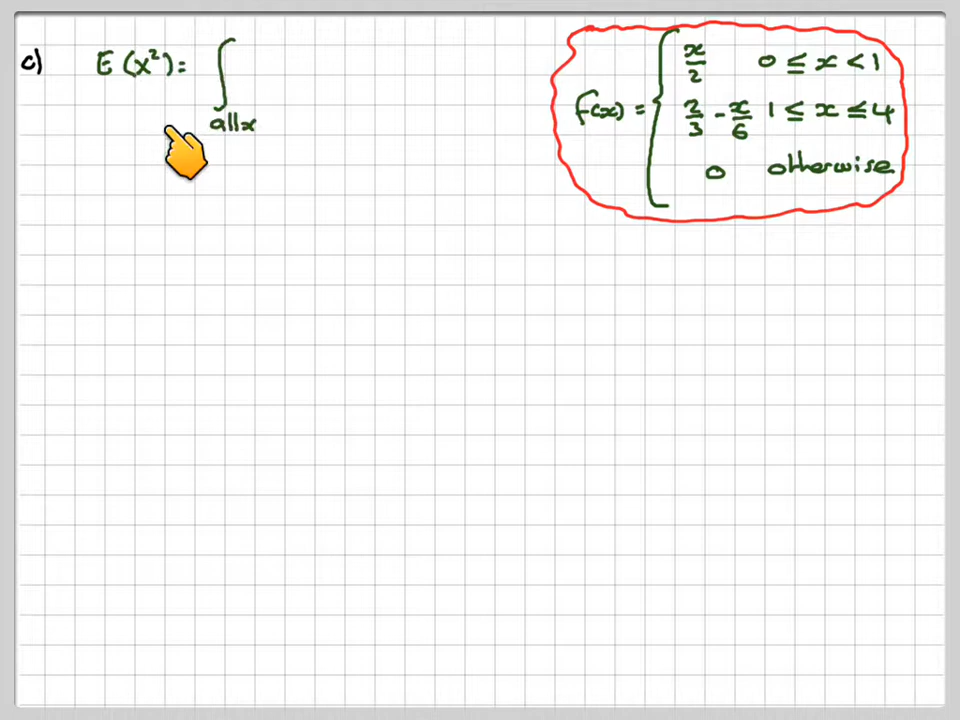 c) E(x²) = ∫ all x
f(x) = { x/2 0 ≤ x < 1
2/3 - x/6 1 ≤ x ≤ 4
0 otherwise